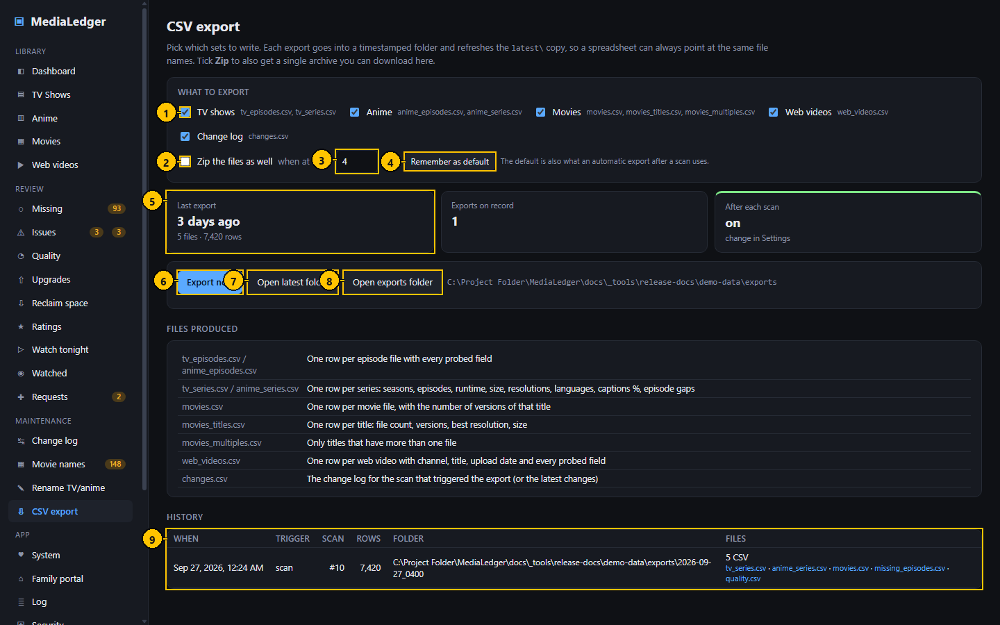 MediaLedger
LIBRARY
Dashboard
TV Shows
Anime
Movies
Web videos
REVIEW
Missing 93
Issues 3 3
Quality
Upgrades
Reclaim space
Ratings
Watch tonight
Watched
Requests 2
MAINTENANCE
Change log
Movie names 148
Rename TV/anime
CSV export
APP
System
Family portal
Log
Security
CSV export
Pick which sets to write. Each export goes into a timestamped folder and refreshes the latest\ copy, so a spreadsheet can always point at the same file
names. Tick Zip to also get a single archive you can download here.
WHAT TO EXPORT
1 TV shows tv_episodes.csv, tv_series.csv Anime anime_episodes.csv, anime_series.csv Movies movies.csv, movies_titles.csv, movies_multiples.csv Web videos web_videos.csv
Change log changes.csv
2 Zip the files as well when at 3 4 4 Remember as default The default is also what an automatic export after a scan uses.
5 Last export
3 days ago
5 files · 7,420 rows
Exports on record
1
After each scan
on
change in Settings
6 Export 7 Open latest 8 Open exports folder C:\Project Folder\MediaLedger\docs\_tools\release-docs\demo-data\exports
FILES PRODUCED
tv_episodes.csv / One row per episode file with every probed field
anime_episodes.csv
tv_series.csv / anime_series.csv One row per series: seasons, episodes, runtime, size, resolutions, languages, captions %, episode gaps
movies.csv One row per movie file, with the number of versions of that title
movies_titles.csv One row per title: file count, versions, best resolution, size
movies_multiples.csv Only titles that have more than one file
web_videos.csv One row per web video with channel, title, upload date and every probed field
changes.csv The change log for the scan that triggered the export (or the latest changes)
HISTORY
9 WHEN TRIGGER SCAN ROWS FOLDER FILES
Sep 27, 2026, 12:24 AM scan #10 7,420 C:\Project Folder\MediaLedger\docs\_tools\release-docs\demo-data\exports\2026-09-
27_0400
5 CSV
tv_series.csv · anime_series.csv · movies.csv · missing_episodes.csv ·
quality.csv